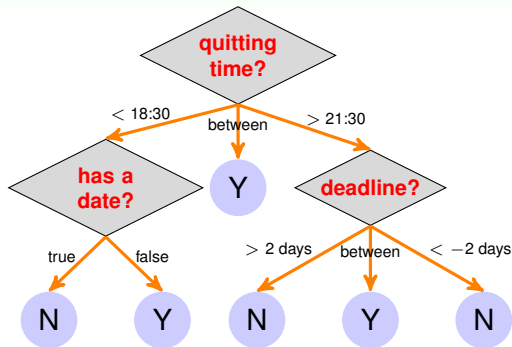 quitting
time?
< 18:30
between
> 21:30
has a
date?
Y
deadline?
true
false
> 2 days
between
< −2 days
N
Y
N
Y
N